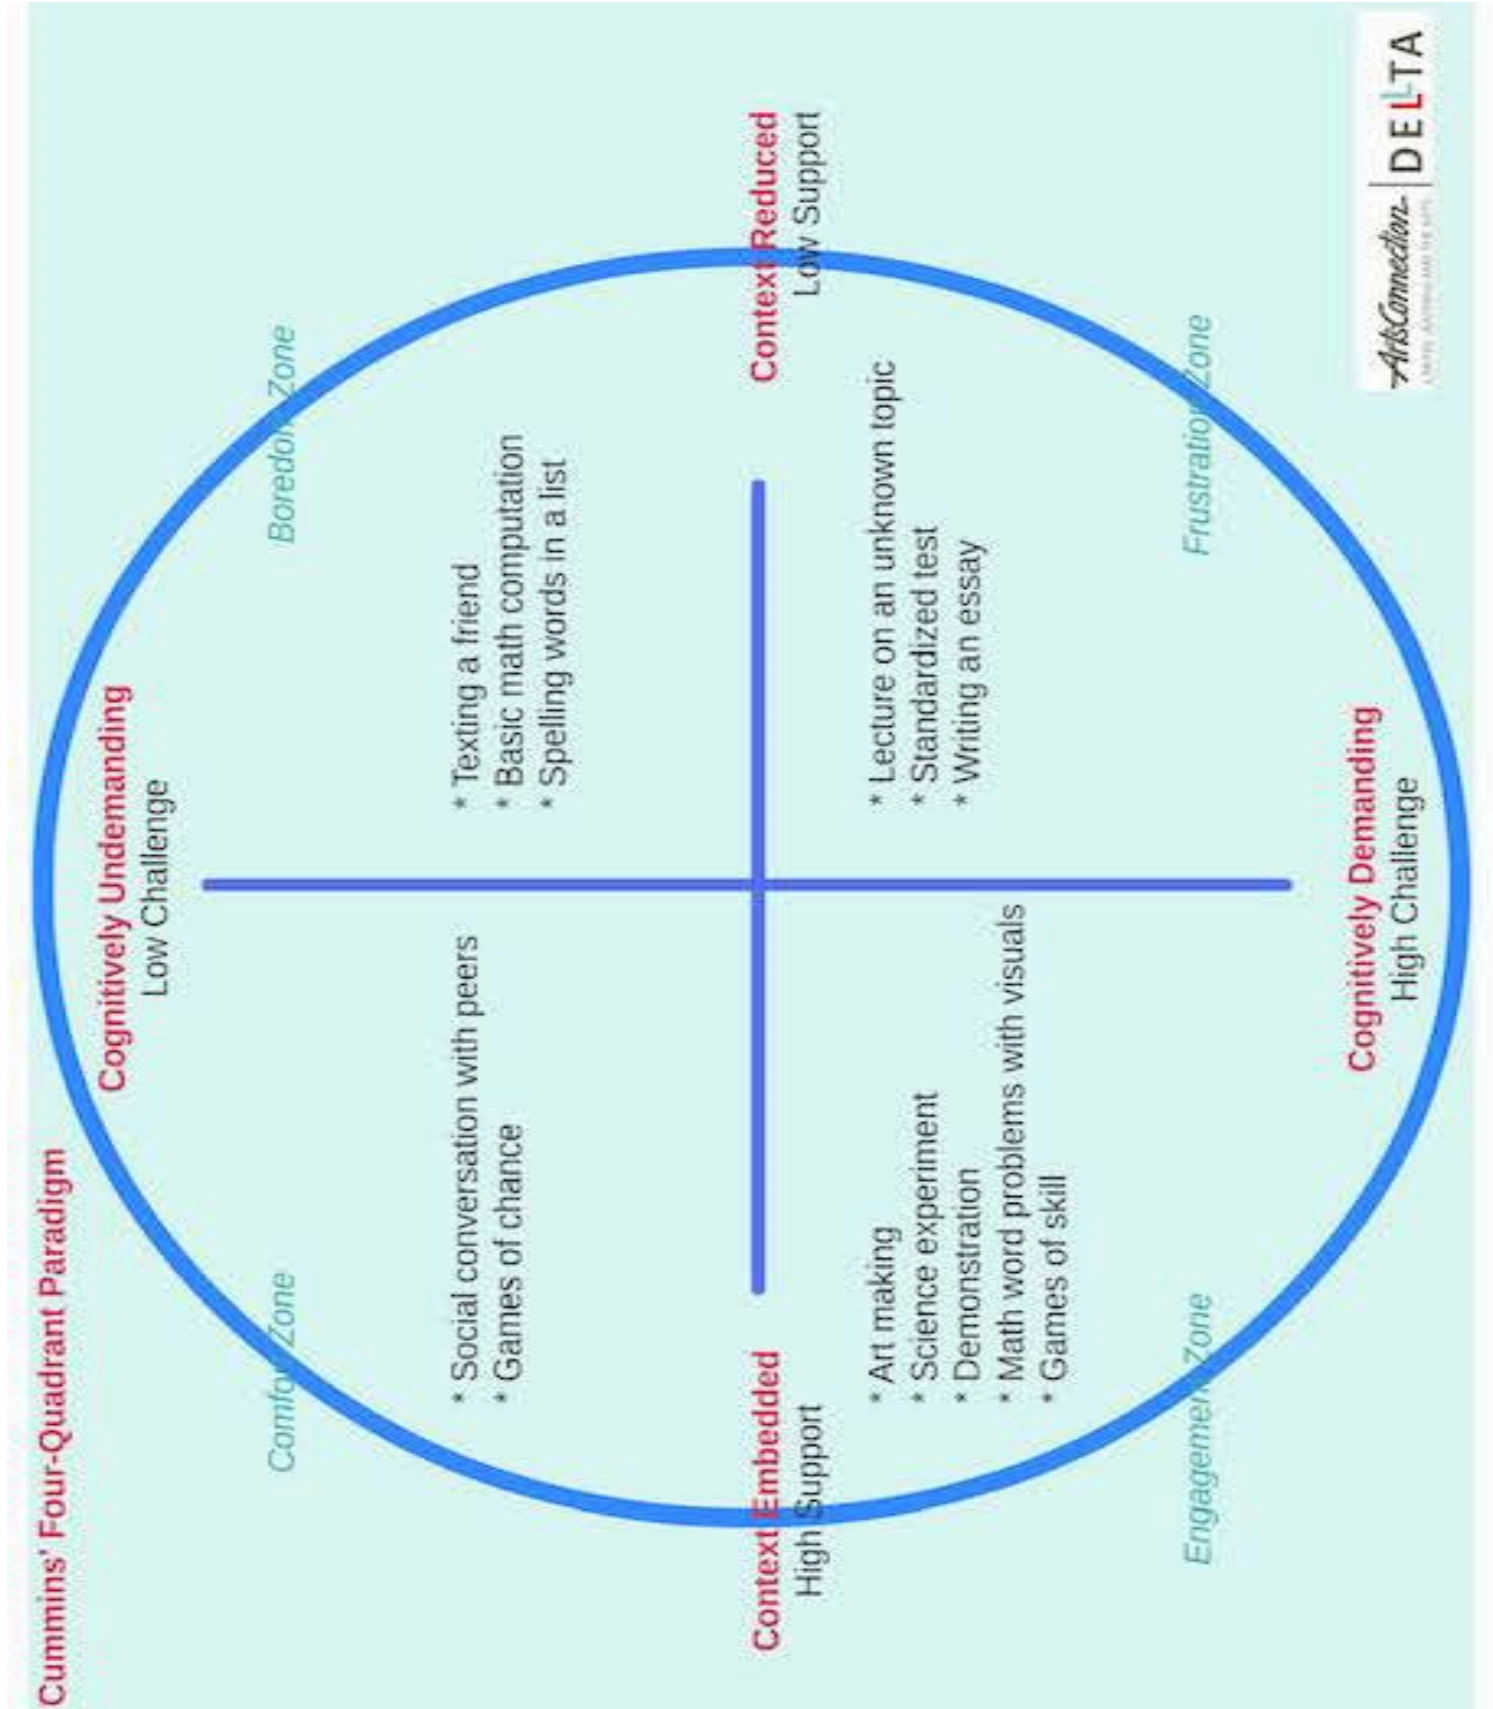 Cummins' Four-Quadrant Paradigm
Cognitively Undemanding
Low Challenge
Comfort Zone
Boredom Zone
* Social conversation with peers
* Games of chance
* Texting a friend
* Basic math computation
* Spelling words in a list
Context Embedded
High Support
Context Reduced
Low Support
* Art making
* Science experiment
* Demonstration
* Math word problems with visuals
* Games of skill
* Lecture on an unknown topic
* Standardized test
* Writing an essay
Engagement Zone
Frustration Zone
Cognitively Demanding
High Challenge
ArtsConnection
DELLTA